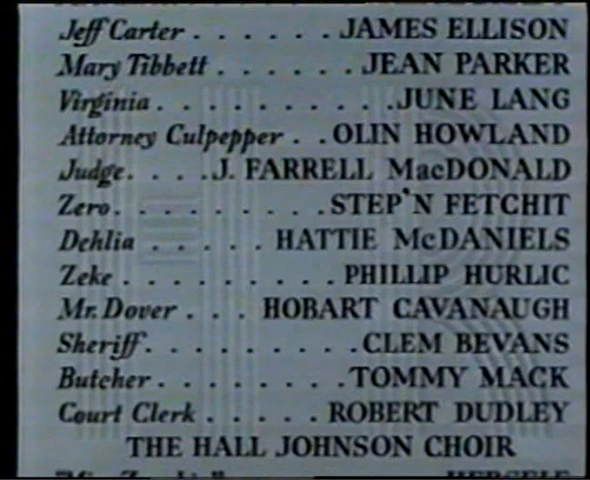 Jeff Carter . . . . . . JAMES ELLISON
Mary Tibbett . . . . . . JEAN PARKER
Virginia . . . . . . . . . . JUNE LANG
Attorney Culpepper . . OLIN HOWLAND
Judge. . . . .J. FARRELL MacDONALD
Zero. . . . . . . . . . STEP'N FETCHIT
Dehlia . . . . . HATTIE McDANIELS
Zeke . . . . . . . . . PHILLIP HURLIC
Mr. Dover . . . HOBART CAVANAUGH
Sheriff. . . . . . . . . .CLEM BEVANS
Butcher . . . . . . . . .TOMMY MACK
Court Clerk . . . . . ROBERT DUDLEY
THE HALL JOHNSON CHOIR
HERSELF